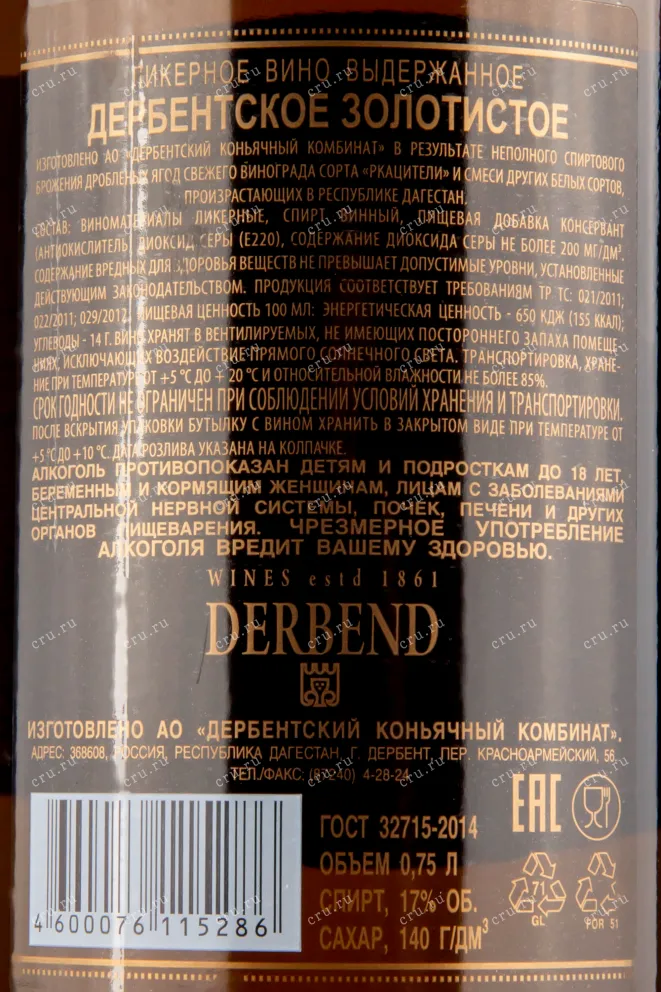 ЛИКЕРНОЕ ВИНО ВЫДЕРЖАННОЕ
ДЕРБЕНТСКОЕ ЗОЛОТИСТОЕ
ИЗГОТОВЛЕНО АО "ДЕРБЕНТСКИЙ КОНЬЯЧНЫЙ КОМБИНАТ" В РЕЗУЛЬТАТЕ НЕПОЛНОГО СПИРТОВОГО
БРОЖЕНИЯ ДРОБЛЕНЫХ ЯГОД СВЕЖЕГО ВИНОГРАДА СОРТА «РКАЦИТЕЛИ» И СМЕСИ ДРУГИХ БЕЛЫХ СОРТОВ,
ПРОИЗРАСТАЮЩИХ В РЕСПУБЛИКЕ ДАГЕСТАН.
СОСТАВ: ВИНОМАТЕРИАЛЫ ЛИКЕРНЫЕ, СПИРТ ВИННЫЙ, ПИЩЕВАЯ ДОБАВКА КОНСЕРВАНТ
(АНТИОКИСЛИТЕЛЬ) ДИОКСИД СЕРЫ (Е220), СОДЕРЖАНИЕ ДИОКСИДА СЕРЫ НЕ БОЛЕЕ 200 МГ/ДМ³.
СОДЕРЖАНИЕ ВРЕДНЫХ ДЛЯ ЗДОРОВЬЯ ВЕЩЕСТВ НЕ ПРЕВЫШАЕТ ДОПУСТИМЫЕ УРОВНИ, УСТАНОВЛЕННЫЕ
ДЕЙСТВУЮЩИМ ЗАКОНОДАТЕЛЬСТВОМ. ПРОДУКЦИЯ СООТВЕТСТВУЕТ ТРЕБОВАНИЯМ ТР ТС: 021/2011;
022/2011; 029/2012. ПИЩЕВАЯ ЦЕННОСТЬ 100 МЛ: ЭНЕРГЕТИЧЕСКАЯ ЦЕННОСТЬ - 650 КДЖ (155 ККАЛ);
УГЛЕВОДЫ - 14 Г. ВИНО ХРАНЯТ В ВЕНТИЛИРУЕМЫХ, НЕ ИМЕЮЩИХ ПОСТОРОННЕГО ЗАПАХА ПОМЕЩЕ-
НИЯХ, ИСКЛЮЧАЮЩИХ ВОЗДЕЙСТВИЕ ПРЯМОГО СОЛНЕЧНОГО СВЕТА. ТРАНСПОРТИРОВКА, ХРАНЕ-
НИЕ ПРИ ТЕМПЕРАТУРЕ ОТ +5 °С ДО + 20 °С И ОТНОСИТЕЛЬНОЙ ВЛАЖНОСТИ НЕ БОЛЕЕ 85%.
СРОК ГОДНОСТИ НЕ ОГРАНИЧЕН ПРИ СОБЛЮДЕНИИ УСЛОВИЙ ХРАНЕНИЯ И ТРАНСПОРТИРОВКИ.
ПОСЛЕ ВСКРЫТИЯ УПАКОВКИ БУТЫЛКУ С ВИНОМ ХРАНИТЬ В ЗАКРЫТОМ ВИДЕ ПРИ ТЕМПЕРАТУРЕ ОТ
+5 °С ДО +10 °С. ДАТА РОЗЛИВА УКАЗАНА НА КОЛПАЧКЕ.
АЛКОГОЛЬ ПРОТИВОПОКАЗАН ДЕТЯМ И ПОДРОСТКАМ ДО 18 ЛЕТ,
БЕРЕМЕННЫМ И КОРМЯЩИМ ЖЕНЩИНАМ, ЛИЦАМ С ЗАБОЛЕВАНИЯМИ
ЦЕНТРАЛЬНОЙ НЕРВНОЙ СИСТЕМЫ, ПОЧЕК, ПЕЧЕНИ И ДРУГИХ
ОРГАНОВ ПИЩЕВАРЕНИЯ. ЧРЕЗМЕРНОЕ УПОТРЕБЛЕНИЕ
АЛКОГОЛЯ ВРЕДИТ ВАШЕМУ ЗДОРОВЬЮ.
WINES estd 1861
DERBEND
ИЗГОТОВЛЕНО АО «ДЕРБЕНТСКИЙ КОНЬЯЧНЫЙ КОМБИНАТ».
АДРЕС: 368608, РОССИЯ, РЕСПУБЛИКА ДАГЕСТАН, Г. ДЕРБЕНТ, ПЕР. КРАСНОАРМЕЙСКИЙ, 56,
ТЕЛ./ФАКС: (87240) 4-28-24
EAC
ГОСТ 32715-2014
ОБЪЕМ 0,75 Л
СПИРТ, 17% ОБ.
САХАР, 140 Г/ДМ³
71
GL
FOR 51
4 600076 115286
cru.ru